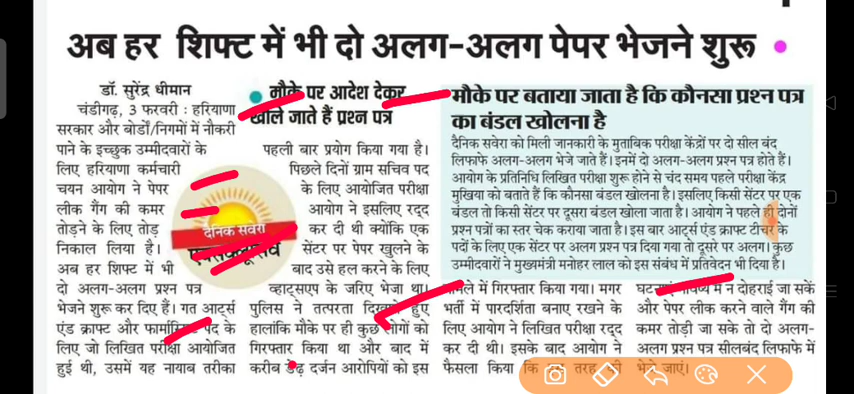 अब हर शिफ्ट में भी दो अलग-अलग पेपर भेजने शुरू
डॉ. सुरेंद्र धीमान
चंडीगढ़, 3 फरवरी : हरियाणा
सरकार और बोर्डों/निगमों में नौकरी
पाने के इच्छुक उम्मीदवारों के
लिए हरियाणा कर्मचारी
चयन आयोग ने पेपर
लीक गैंग की कमर
तोड़ने के लिए तोड़
निकाल लिया है।
अब हर शिफ्ट में भी
दो अलग-अलग प्रश्न पत्र
भेजने शुरू कर दिए हैं। गत आर्ट्स
एंड क्राफ्ट और फार्मासिस्ट पद के
लिए जो लिखित परीक्षा आयोजित
हुई थी, उसमें यह नायाब तरीका
दैनिक सवेरा
मौके पर आदेश देकर
खोले जाते हैं प्रश्न पत्र
पहली बार प्रयोग किया गया है।
पिछले दिनों ग्राम सचिव पद
के लिए आयोजित परीक्षा
आयोग ने इसलिए रद्द
कर दी थी क्योंकि एक
सेंटर पर पेपर खुलने के
बाद उसे हल करने के लिए
व्हाट्सएप के जरिए भेजा था।
पुलिस ने तत्परता दिखाते हुए
हालांकि मौके पर ही कुछ लोगों को
गिरफ्तार किया था और बाद में
करीब डेढ़ दर्जन आरोपियों को इस
मौके पर बताया जाता है कि कौनसा प्रश्न पत्र
का बंडल खोलना है
दैनिक सवेरा को मिली जानकारी के मुताबिक परीक्षा केंद्रों पर दो सील बंद
लिफाफे अलग-अलग भेजे जाते हैं। इनमें दो अलग-अलग प्रश्न पत्र होते हैं।
आयोग के प्रतिनिधि लिखित परीक्षा शुरू होने से चंद समय पहले परीक्षा केंद्र
मुखिया को बताते हैं कि कौनसा बंडल खोलना है। इसलिए किसी सेंटर पर एक
बंडल तो किसी सेंटर पर दूसरा बंडल खोला जाता है। आयोग ने पहले ही दोनों
प्रश्न पत्रों का स्तर चेक कराया जाता है। इस बार आर्ट्स एंड क्राफ्ट टीचर के
पदों के लिए एक सेंटर पर अलग प्रश्न पत्र दिया गया तो दूसरे पर अलग। कुछ
उम्मीदवारों ने मुख्यमंत्री मनोहर लाल को इस संबंध में प्रतिवेदन भी दिया है।
मामले में गिरफ्तार किया गया। मगर
भर्ती में पारदर्शिता बनाए रखने के
लिए आयोग ने लिखित परीक्षा रद्द
कर दी थी। इसके बाद आयोग ने
फैसला किया कि इस तरह की
घटनाएं भविष्य में न दोहराई जा सकें
और पेपर लीक करने वाले गैंग की
कमर तोड़ी जा सके तो दो अलग-
अलग प्रश्न पत्र सीलबंद लिफाफे में
भेजे जाएं।